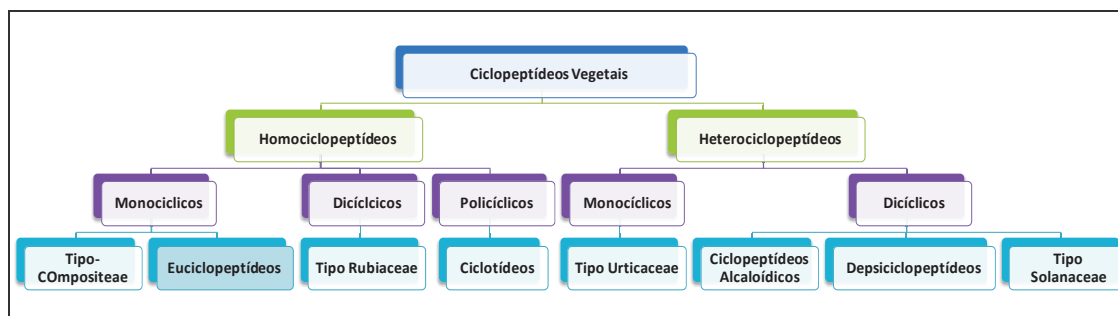 Ciclopeptídeos Vegetais
Homociclopeptídeos
Heterociclopeptídeos
Monociclicos
Dicíclcicos
Policíclicos
Monocíclicos
Dicíclicos
Tipo-
COmpositeae
Euciclopeptídeos
Tipo Rubiaceae
Ciclotídeos
Tipo Urticaceae
Ciclopeptídeos
Alcaloídicos
Depsiciclopeptídeos
Tipo
Solanaceae